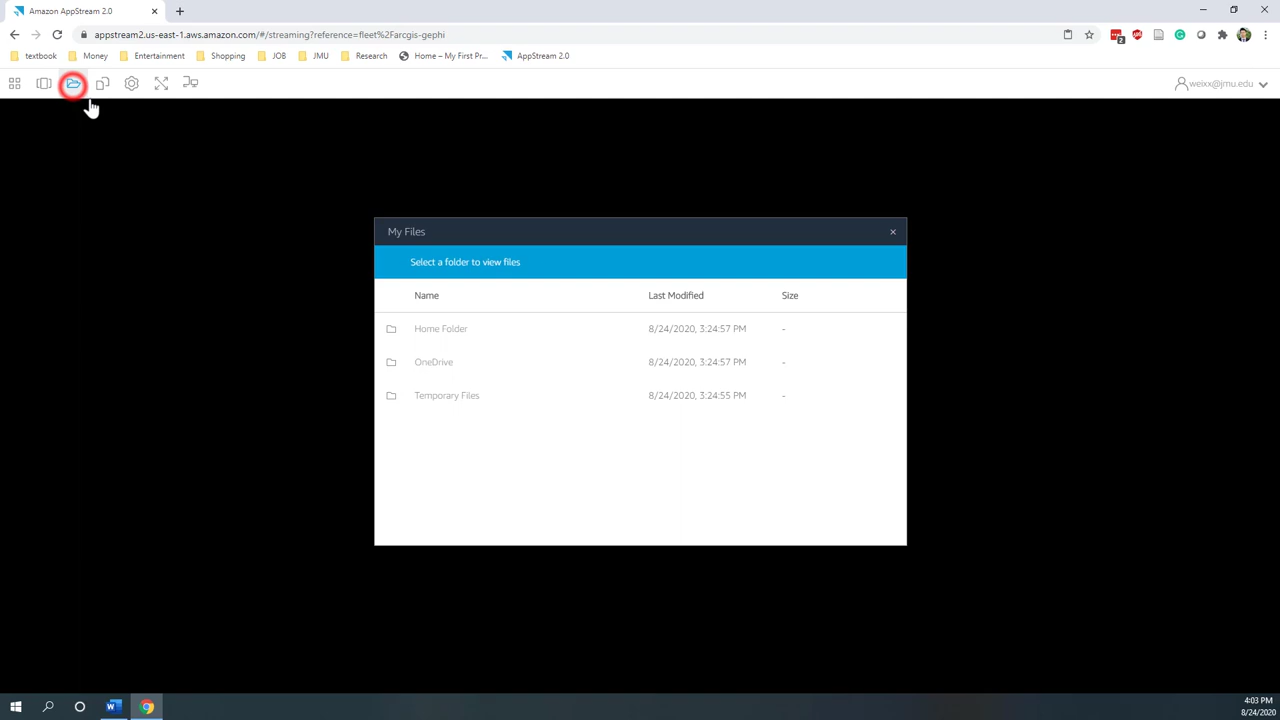 Amazon AppStream 2.0
appstream2.us-east-1.aws.amazon.com/#/streaming?reference=fleet%2Farcgis-gephi
2
textbook Money Entertainment Shopping JOB JMU Research Home – My First Pr... AppStream 2.0
weixx@jmu.edu
My Files
Select a folder to view files
Name Last Modified Size
Home Folder 8/24/2020, 3:24:57 PM -
OneDrive 8/24/2020, 3:24:57 PM -
Temporary Files 8/24/2020, 3:24:55 PM -
4:03 PM
8/24/2020